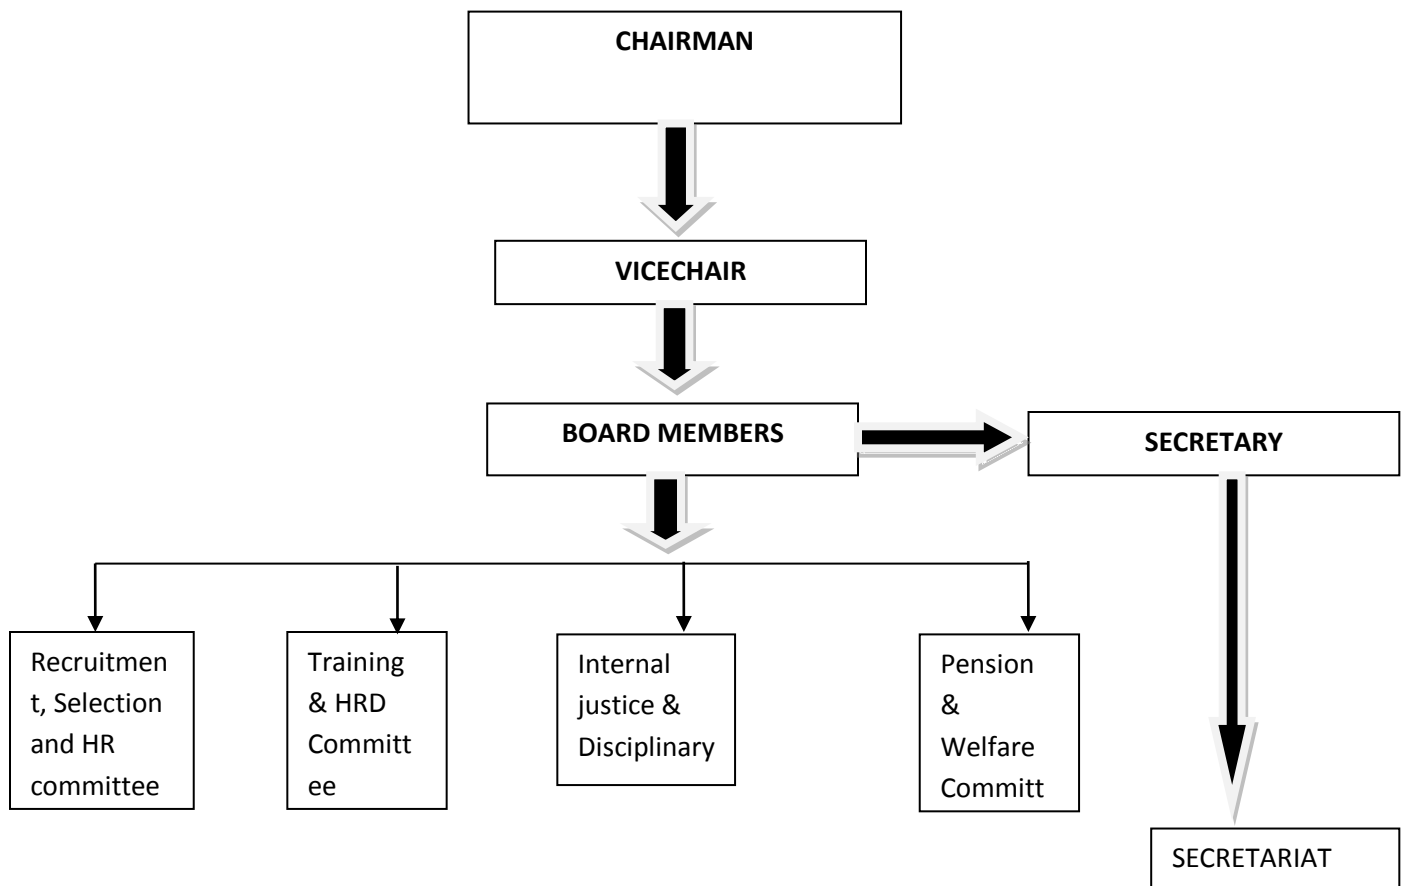 CHAIRMAN
VICECHAIR
BOARD MEMBERS
SECRETARY
Recruitmen
t, Selection
and HR
committee
Training
& HRD
Committ
ee
Internal
justice &
Disciplinary
Pension
&
Welfare
Committ
SECRETARIAT